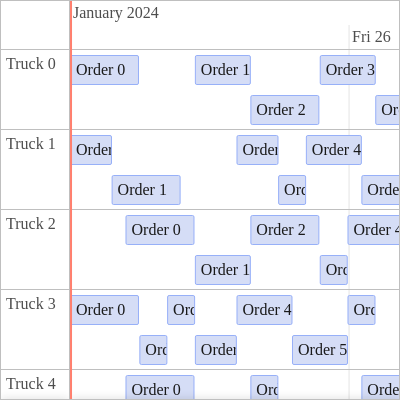 January 2024
Fri 26
Truck 0
Order 0
Order 1
Order 3
Order 2
Or
Truck 1
Order
Order
Order 4
Order 1
Ord
Orde
Truck 2
Order 0
Order 2
Order 4
Order 1
Ord
Truck 3
Order 0
Ord
Order 4
Ord
Ord
Order
Order 5
Truck 4
Order 0
Ord
Orde